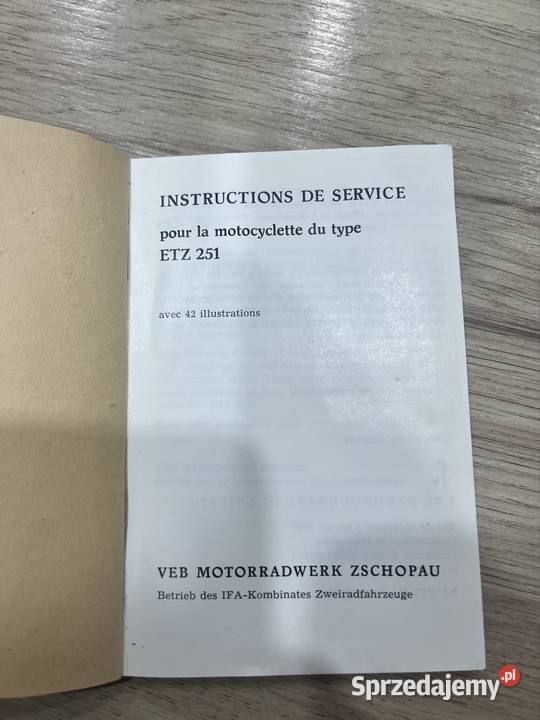 INSTRUCTIONS DE SERVICE
pour la motocyclette du type
ETZ 251
avec 42 illustrations
VEB MOTORRADWERK ZSCHOPAU
Betrieb des IFA-Kombinates Zweiradfahrzeuge
Sprzedajemy.pl